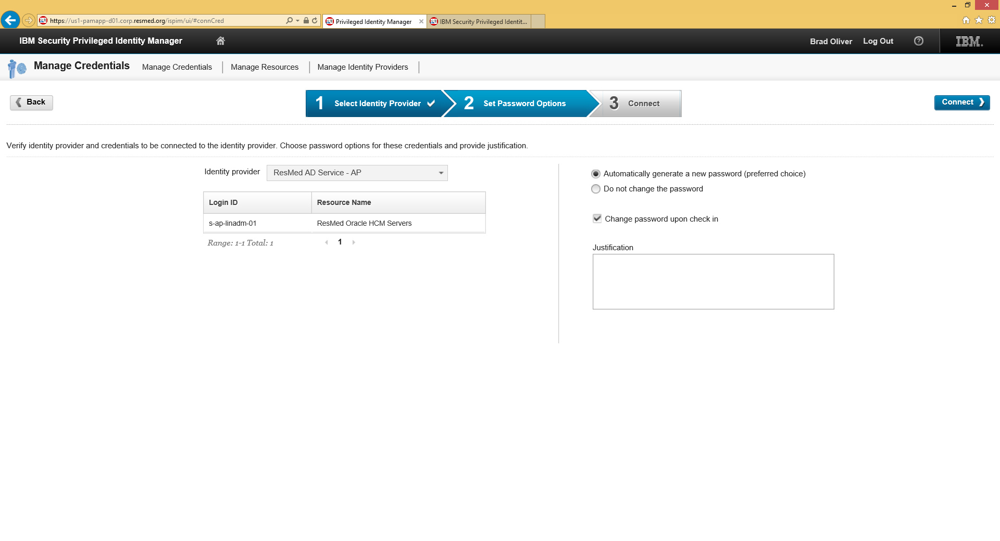 https://us1-pamapp-d01.corp.resmed.org/ispim/ui/#connCred
Privileged Identity Manager
IBM Security Privileged Identit...
IBM Security Privileged Identity Manager
Brad Oliver
Log Out
?
IBM.
Manage Credentials
Manage Credentials
Manage Resources
Manage Identity Providers
Back
1 Select Identity Provider
2 Set Password Options
3 Connect
Connect
Verify identity provider and credentials to be connected to the identity provider. Choose password options for these credentials and provide justification.
Identity provider
ResMed AD Service - AP
Login ID
Resource Name
s-ap-linadm-01
ResMed Oracle HCM Servers
Range: 1-1 Total: 1
1
Automatically generate a new password (preferred choice)
Do not change the password
Change password upon check in
Justification